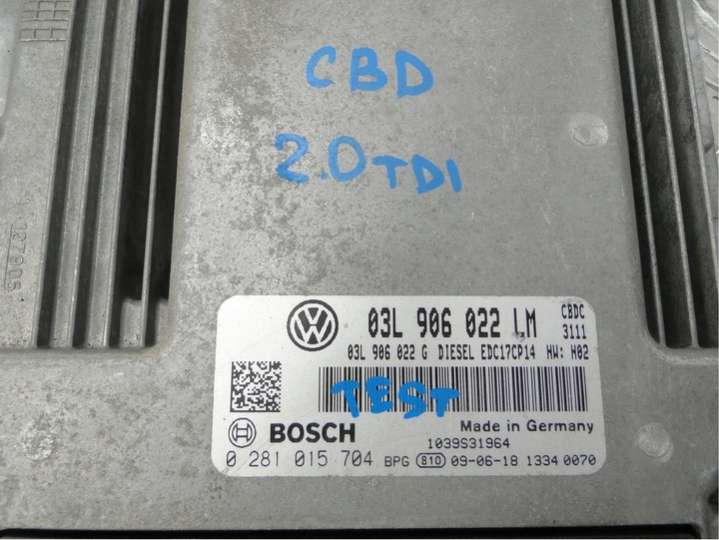 CBD
2.0 TDI
03L 906 022 LM CBDC
3111
03L 906 022 G DIESEL EDC17CP14 HW: H02
TEST
BOSCH Made in Germany
1039S31964
0 281 015 704 BPG 810 09-06-18 1334 0070